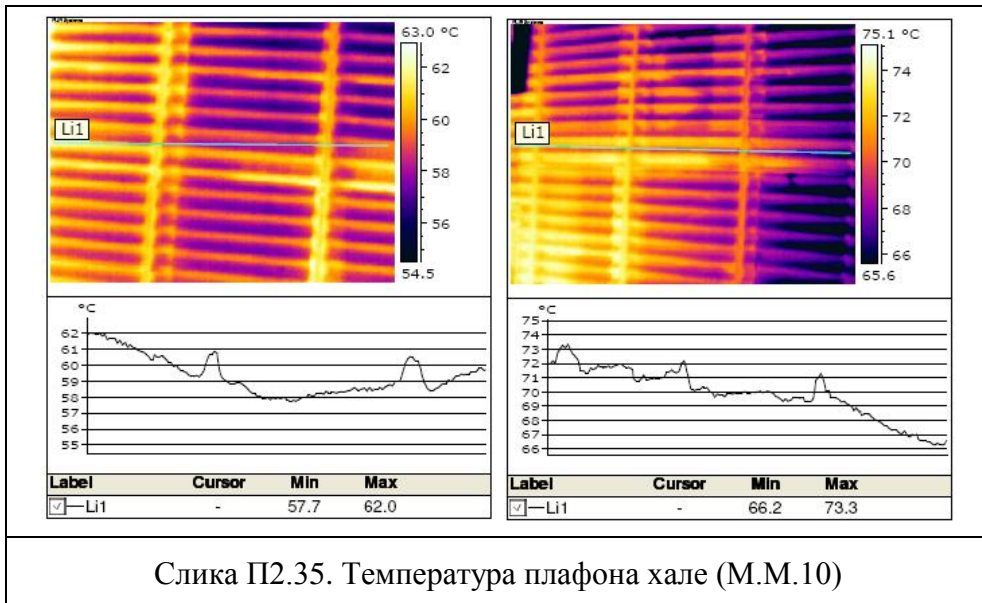 63.0 °C
62
60
58
56
54.5
Li1
°C
62
61
60
59
58
57
56
55
Label Cursor Min Max
Li1 - 57.7 62.0
75.1 °C
74
72
70
68
66
65.6
Li1
°C
75
74
73
72
71
70
69
68
67
66
Label Cursor Min Max
Li1 - 66.2 73.3
Слика П2.35. Температура плафона хале (М.М.10)